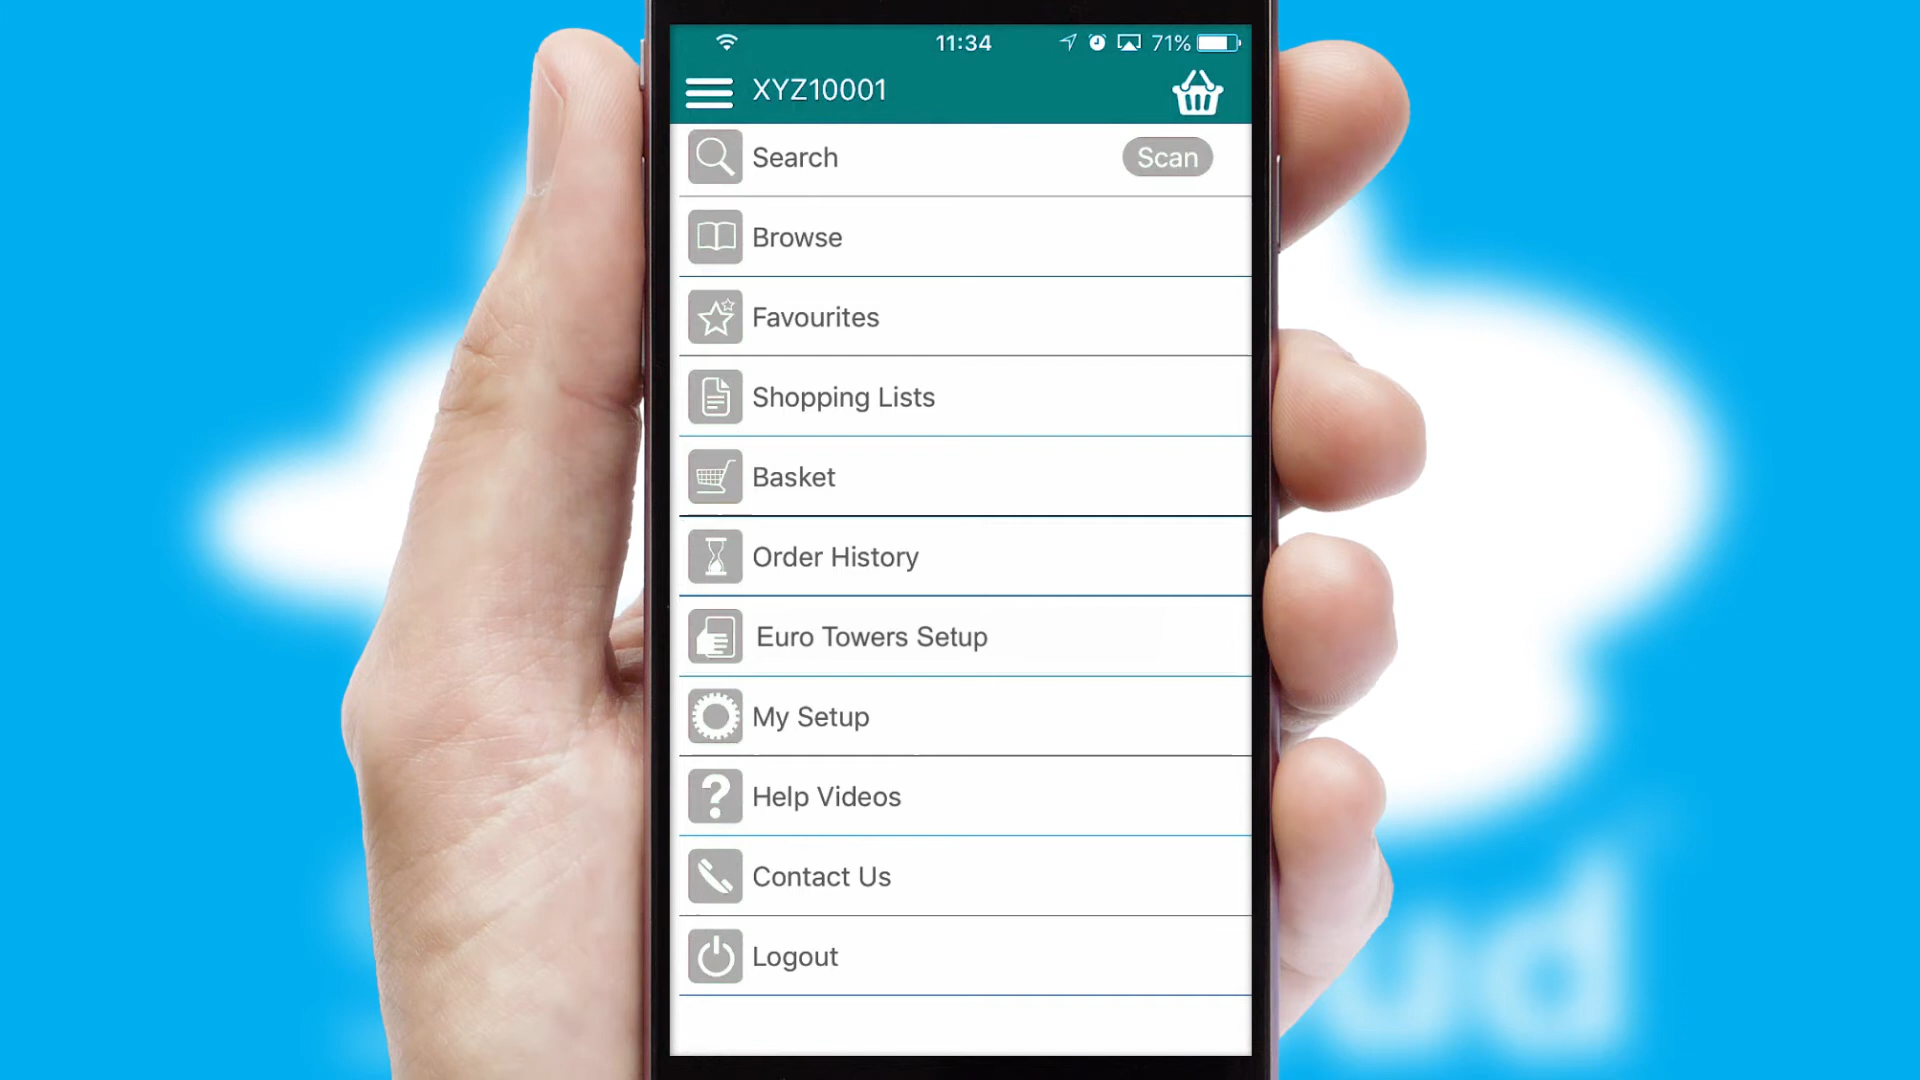 11:34 71%
XYZ10001
Search Scan
Browse
Favourites
Shopping Lists
Basket
Order History
Euro Towers Setup
My Setup
Help Videos
Contact Us
Logout
ud